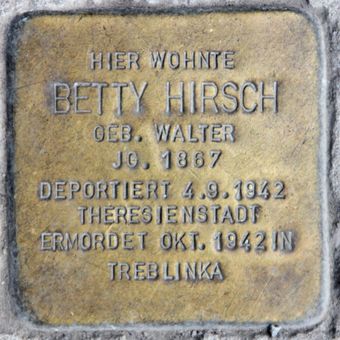 HIER WOHNTE
BETTY HIRSCH
GEB. WALTER
JG. 1867
DEPORTIERT 4.9.1942
THERESIENSTADT
ERMORDET OKT. 1942 IN
TREBLINKA